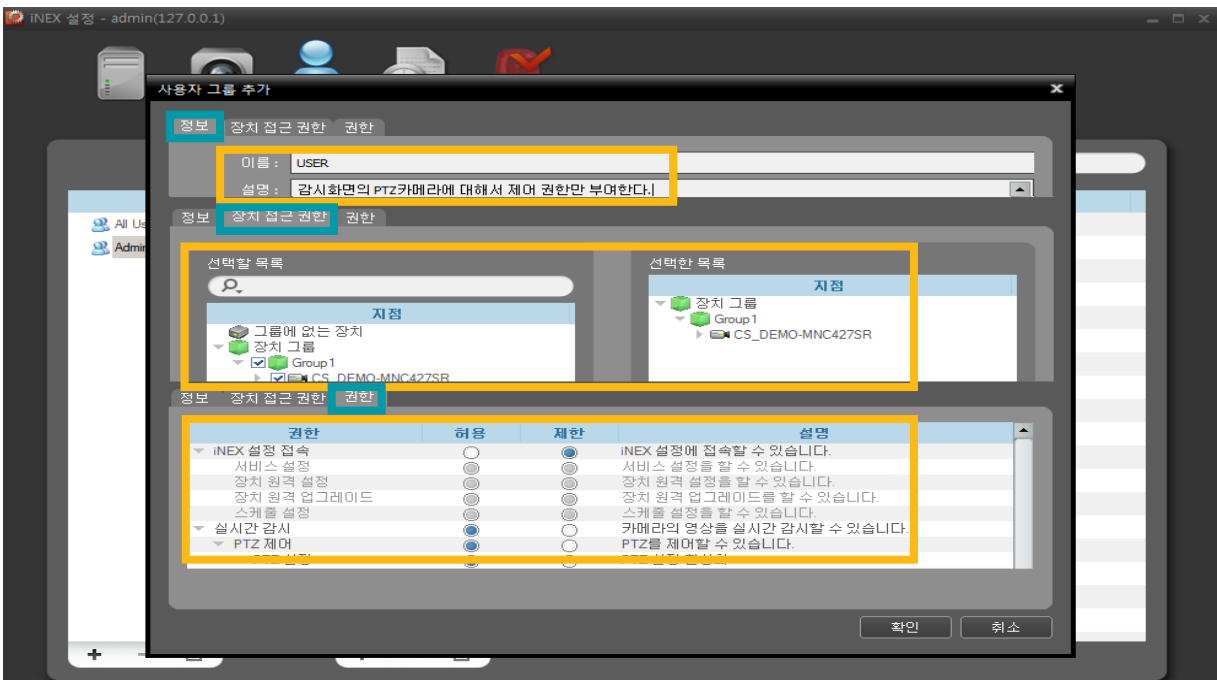 iNEX 설정 - admin(127.0.0.1)
사용자 그룹 추가
정보 장치 접근 권한 권한
이름 : USER
설명 : 감시화면의 PTZ카메라에 대해서 제어 권한만 부여한다.
정보 장치 접근 권한 권한
All Us
Admin
선택할 목록
선택한 목록
지점
지점
그룹에 없는 장치
장치 그룹
Group1
CS_DEMO-MNC427SR
장치 그룹
Group1
CS_DEMO-MNC427SR
정보 장치 접근 권한 권한
권한 허용 제한 설명
iNEX 설정 접속 iNEX 설정에 접속할 수 있습니다.
서비스 설정 서비스 설정을 할 수 있습니다.
장치 원격 설정 장치 원격 설정을 할 수 있습니다.
장치 원격 업그레이드 장치 원격 업그레이드를 할 수 있습니다.
스케줄 설정 스케줄 설정을 할 수 있습니다.
실시간 감시 카메라의 영상을 실시간 감시할 수 있습니다.
PTZ 제어 PTZ를 제어할 수 있습니다.
확인 취소